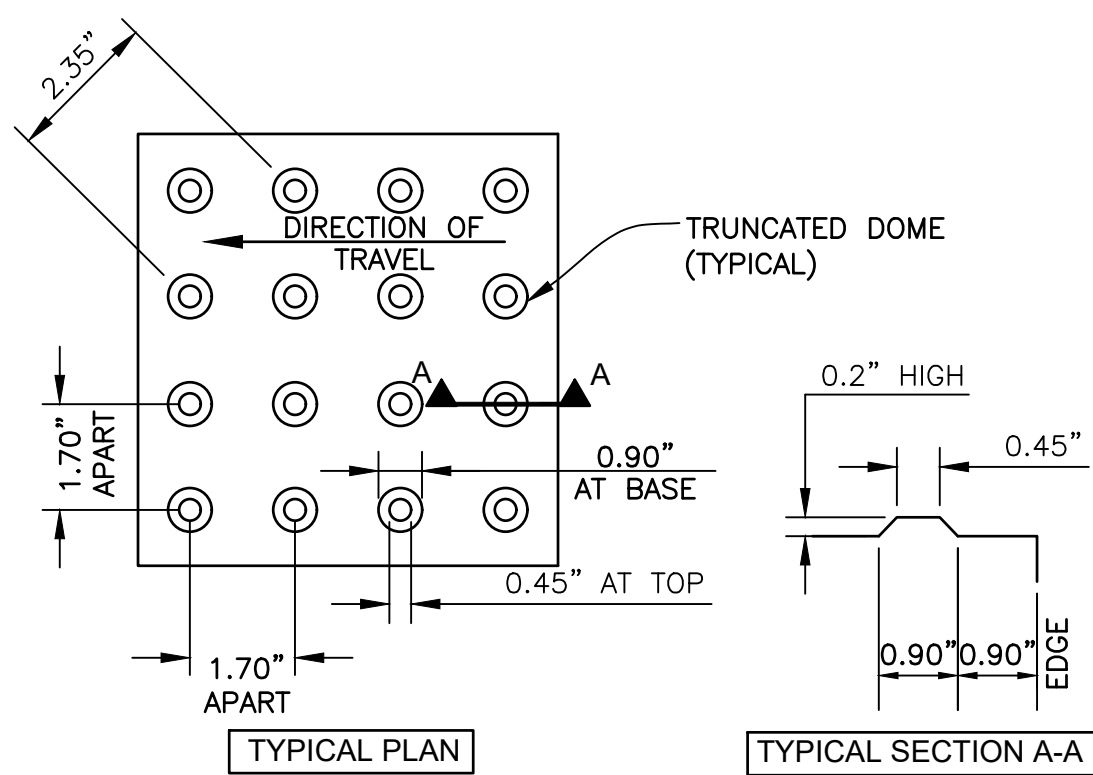 2.35”
DIRECTION OF
TRAVEL
TRUNCATED DOME
(TYPICAL)
A
A
1.70”
APART
0.90”
AT BASE
0.45” AT TOP
1.70”
APART
TYPICAL PLAN
0.2” HIGH
0.45”
0.90”
0.90”
EDGE
TYPICAL SECTION A-A